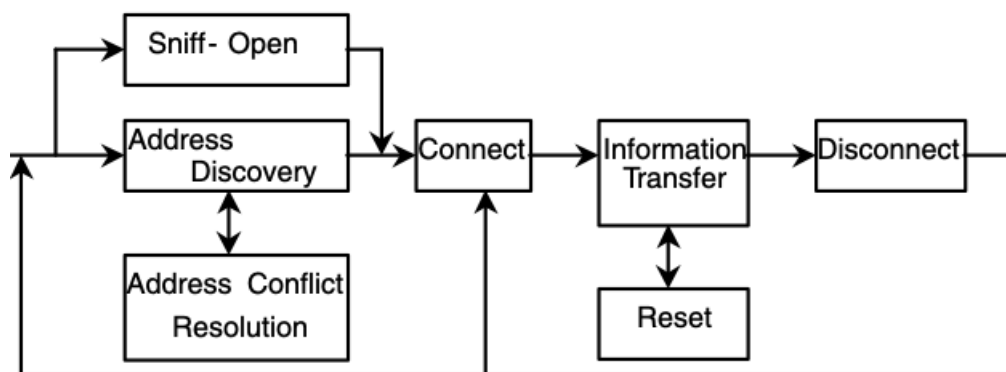 Sniff- Open
Address
Discovery
Connect
Information
Transfer
Disconnect
Address Conflict
Resolution
Reset